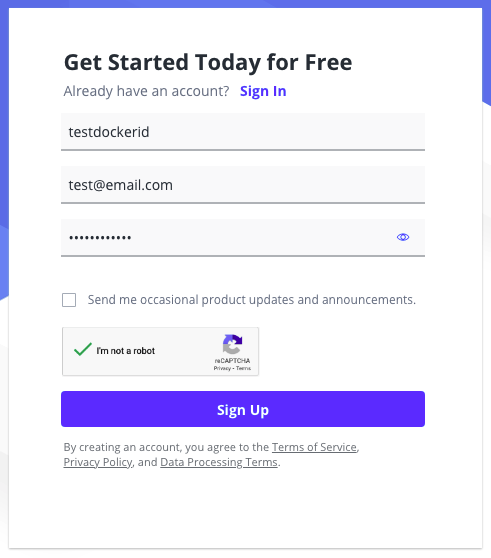 Get Started Today for Free
Already have an account? Sign In
testdockerid
test@email.com
••••••••••••
Send me occasional product updates and announcements.
I'm not a robot
reCAPTCHA
Privacy - Terms
Sign Up
By creating an account, you agree to the Terms of Service,
Privacy Policy, and Data Processing Terms.